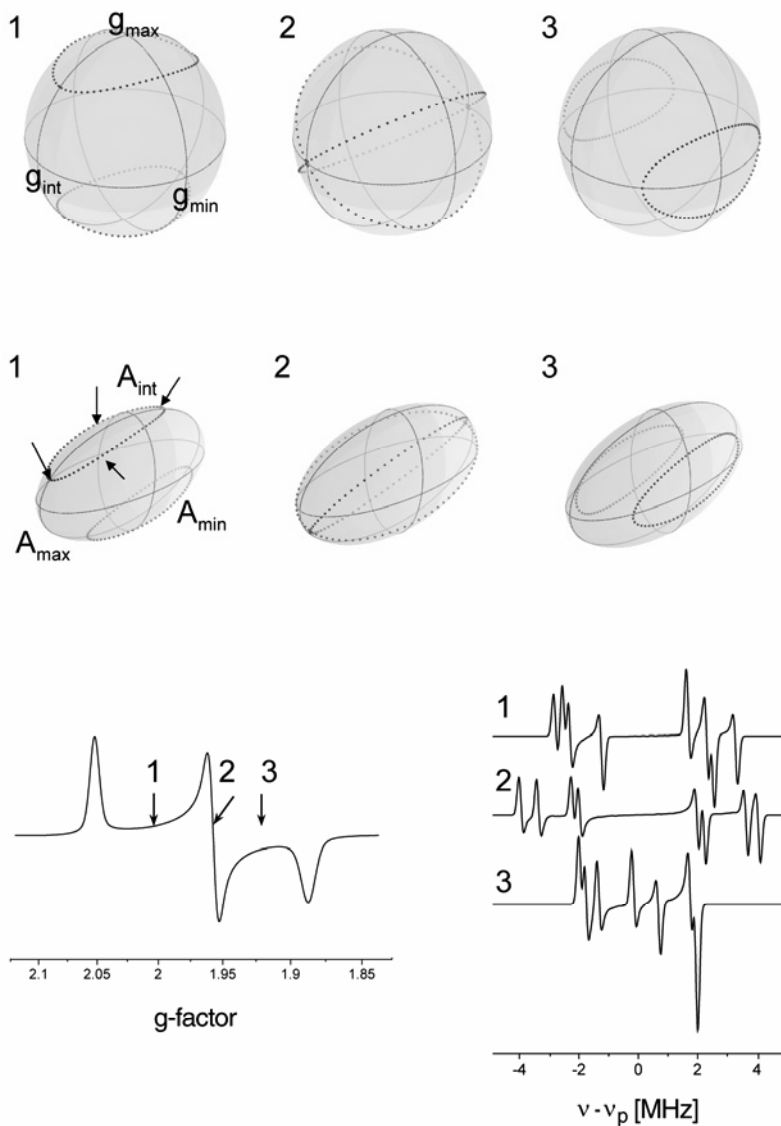 1 g_max 2 3
g_int
g_min
1 A_int 2 3
A_max A_min
1 2 3
2.1 2.05 2 1.95 1.9 1.85
g-factor
1
2
3
-4 -2 0 2 4
ν - ν_p [MHz]